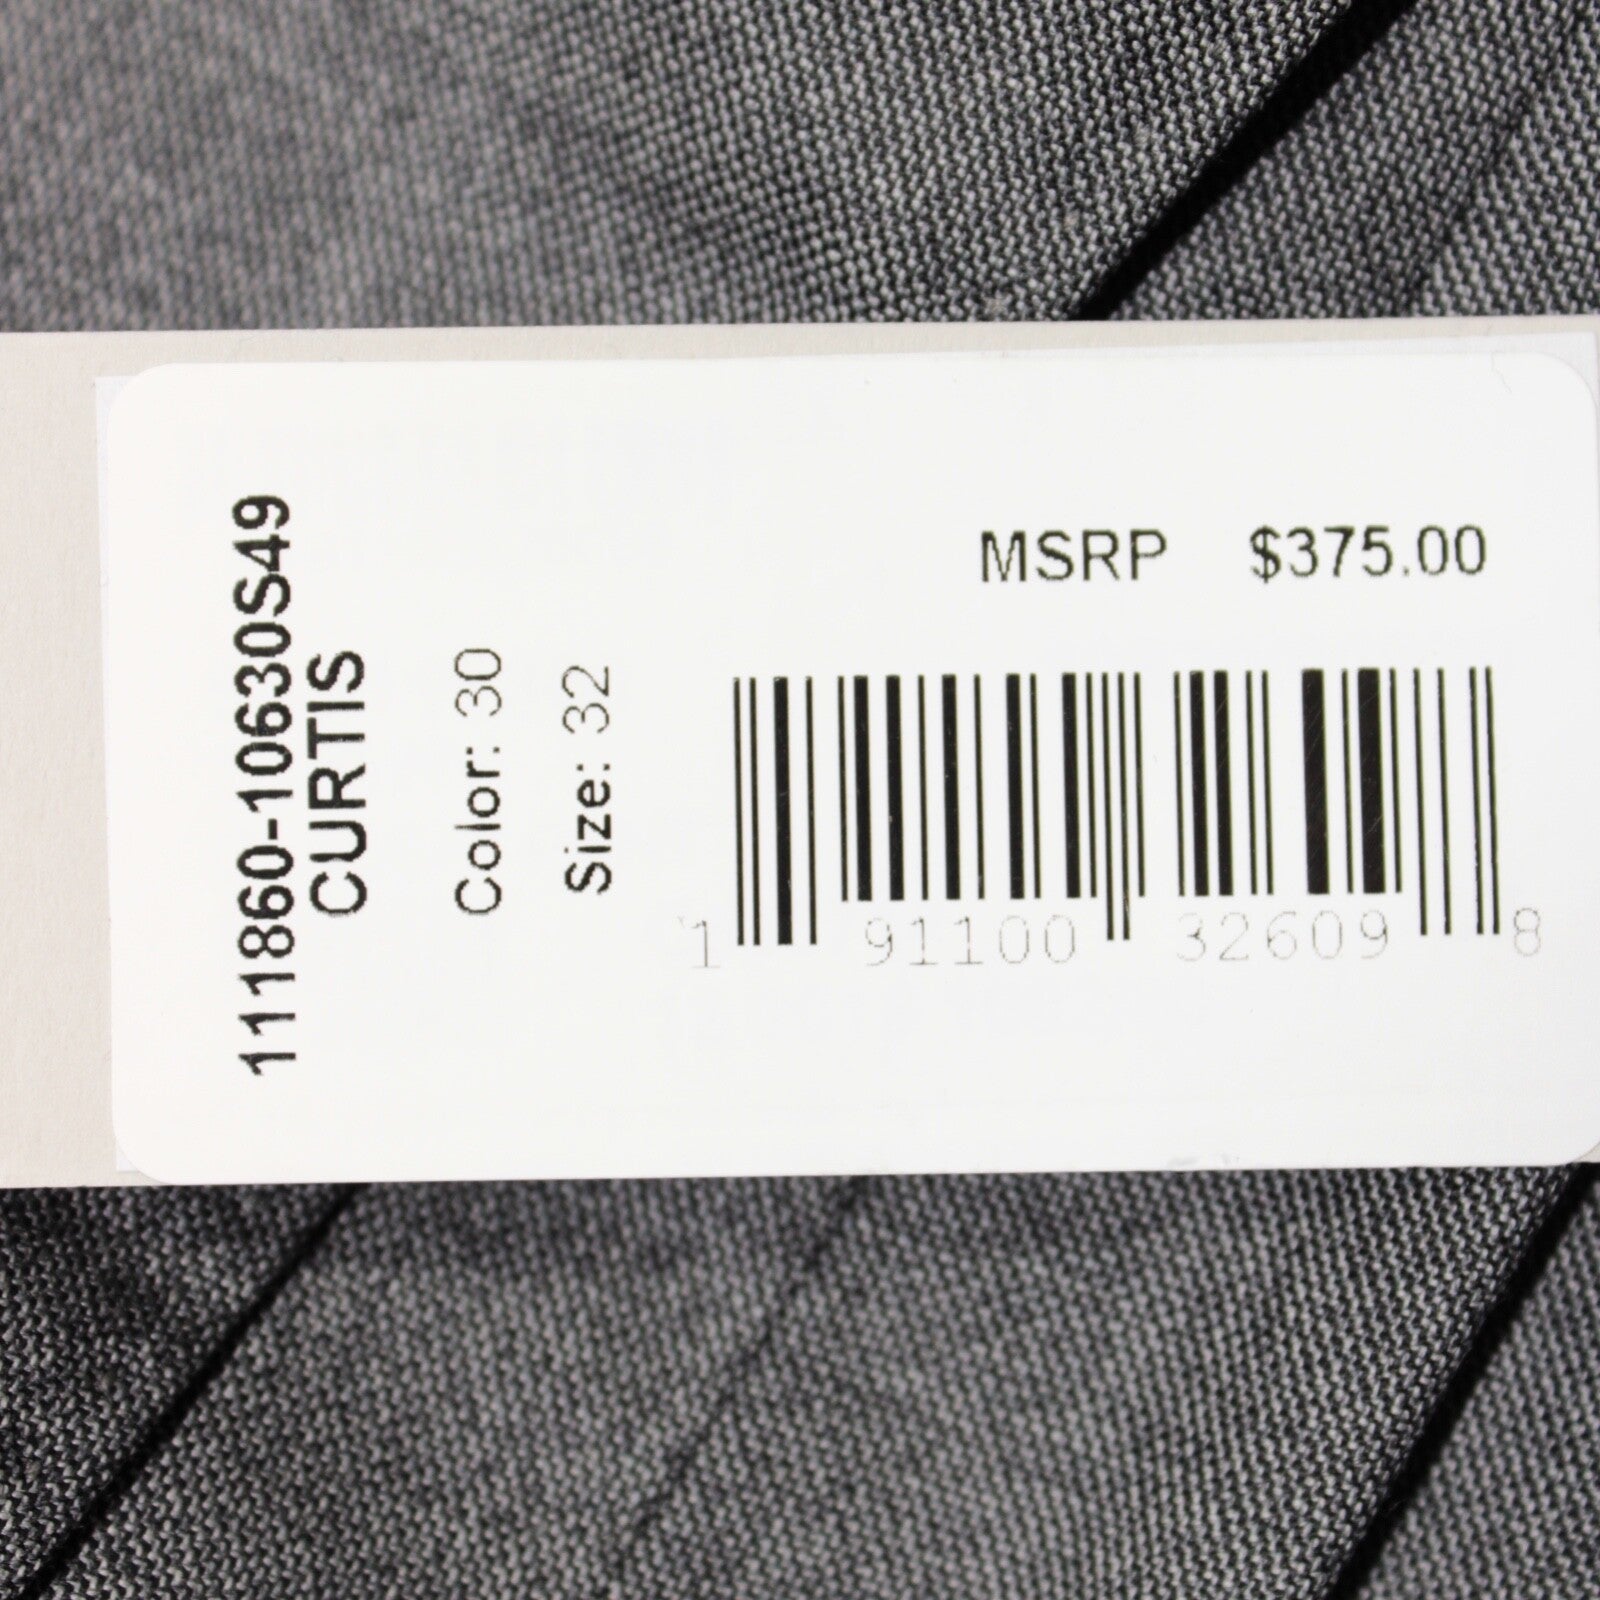 111860-10630S49
CURTIS
Color: 30
Size: 32
MSRP $375.00
1 91100 32609 8